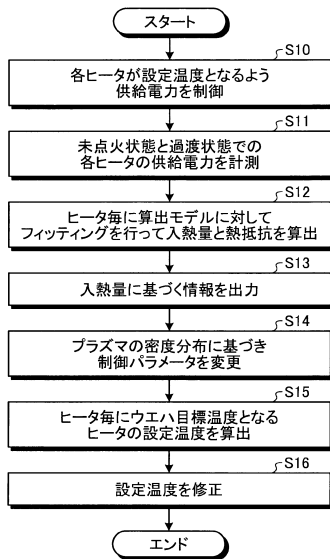 スタート
S10
各ヒータが設定温度となるよう
供給電力を制御
S11
未点火状態と過渡状態での
各ヒータの供給電力を計測
S12
ヒータ毎に算出モデルに対して
フィッティングを行って入熱量と熱抵抗を算出
S13
入熱量に基づく情報を出力
S14
プラズマの密度分布に基づき
制御パラメータを変更
S15
ヒータ毎にウエハ目標温度となる
ヒータの設定温度を算出
S16
設定温度を修正
エンド